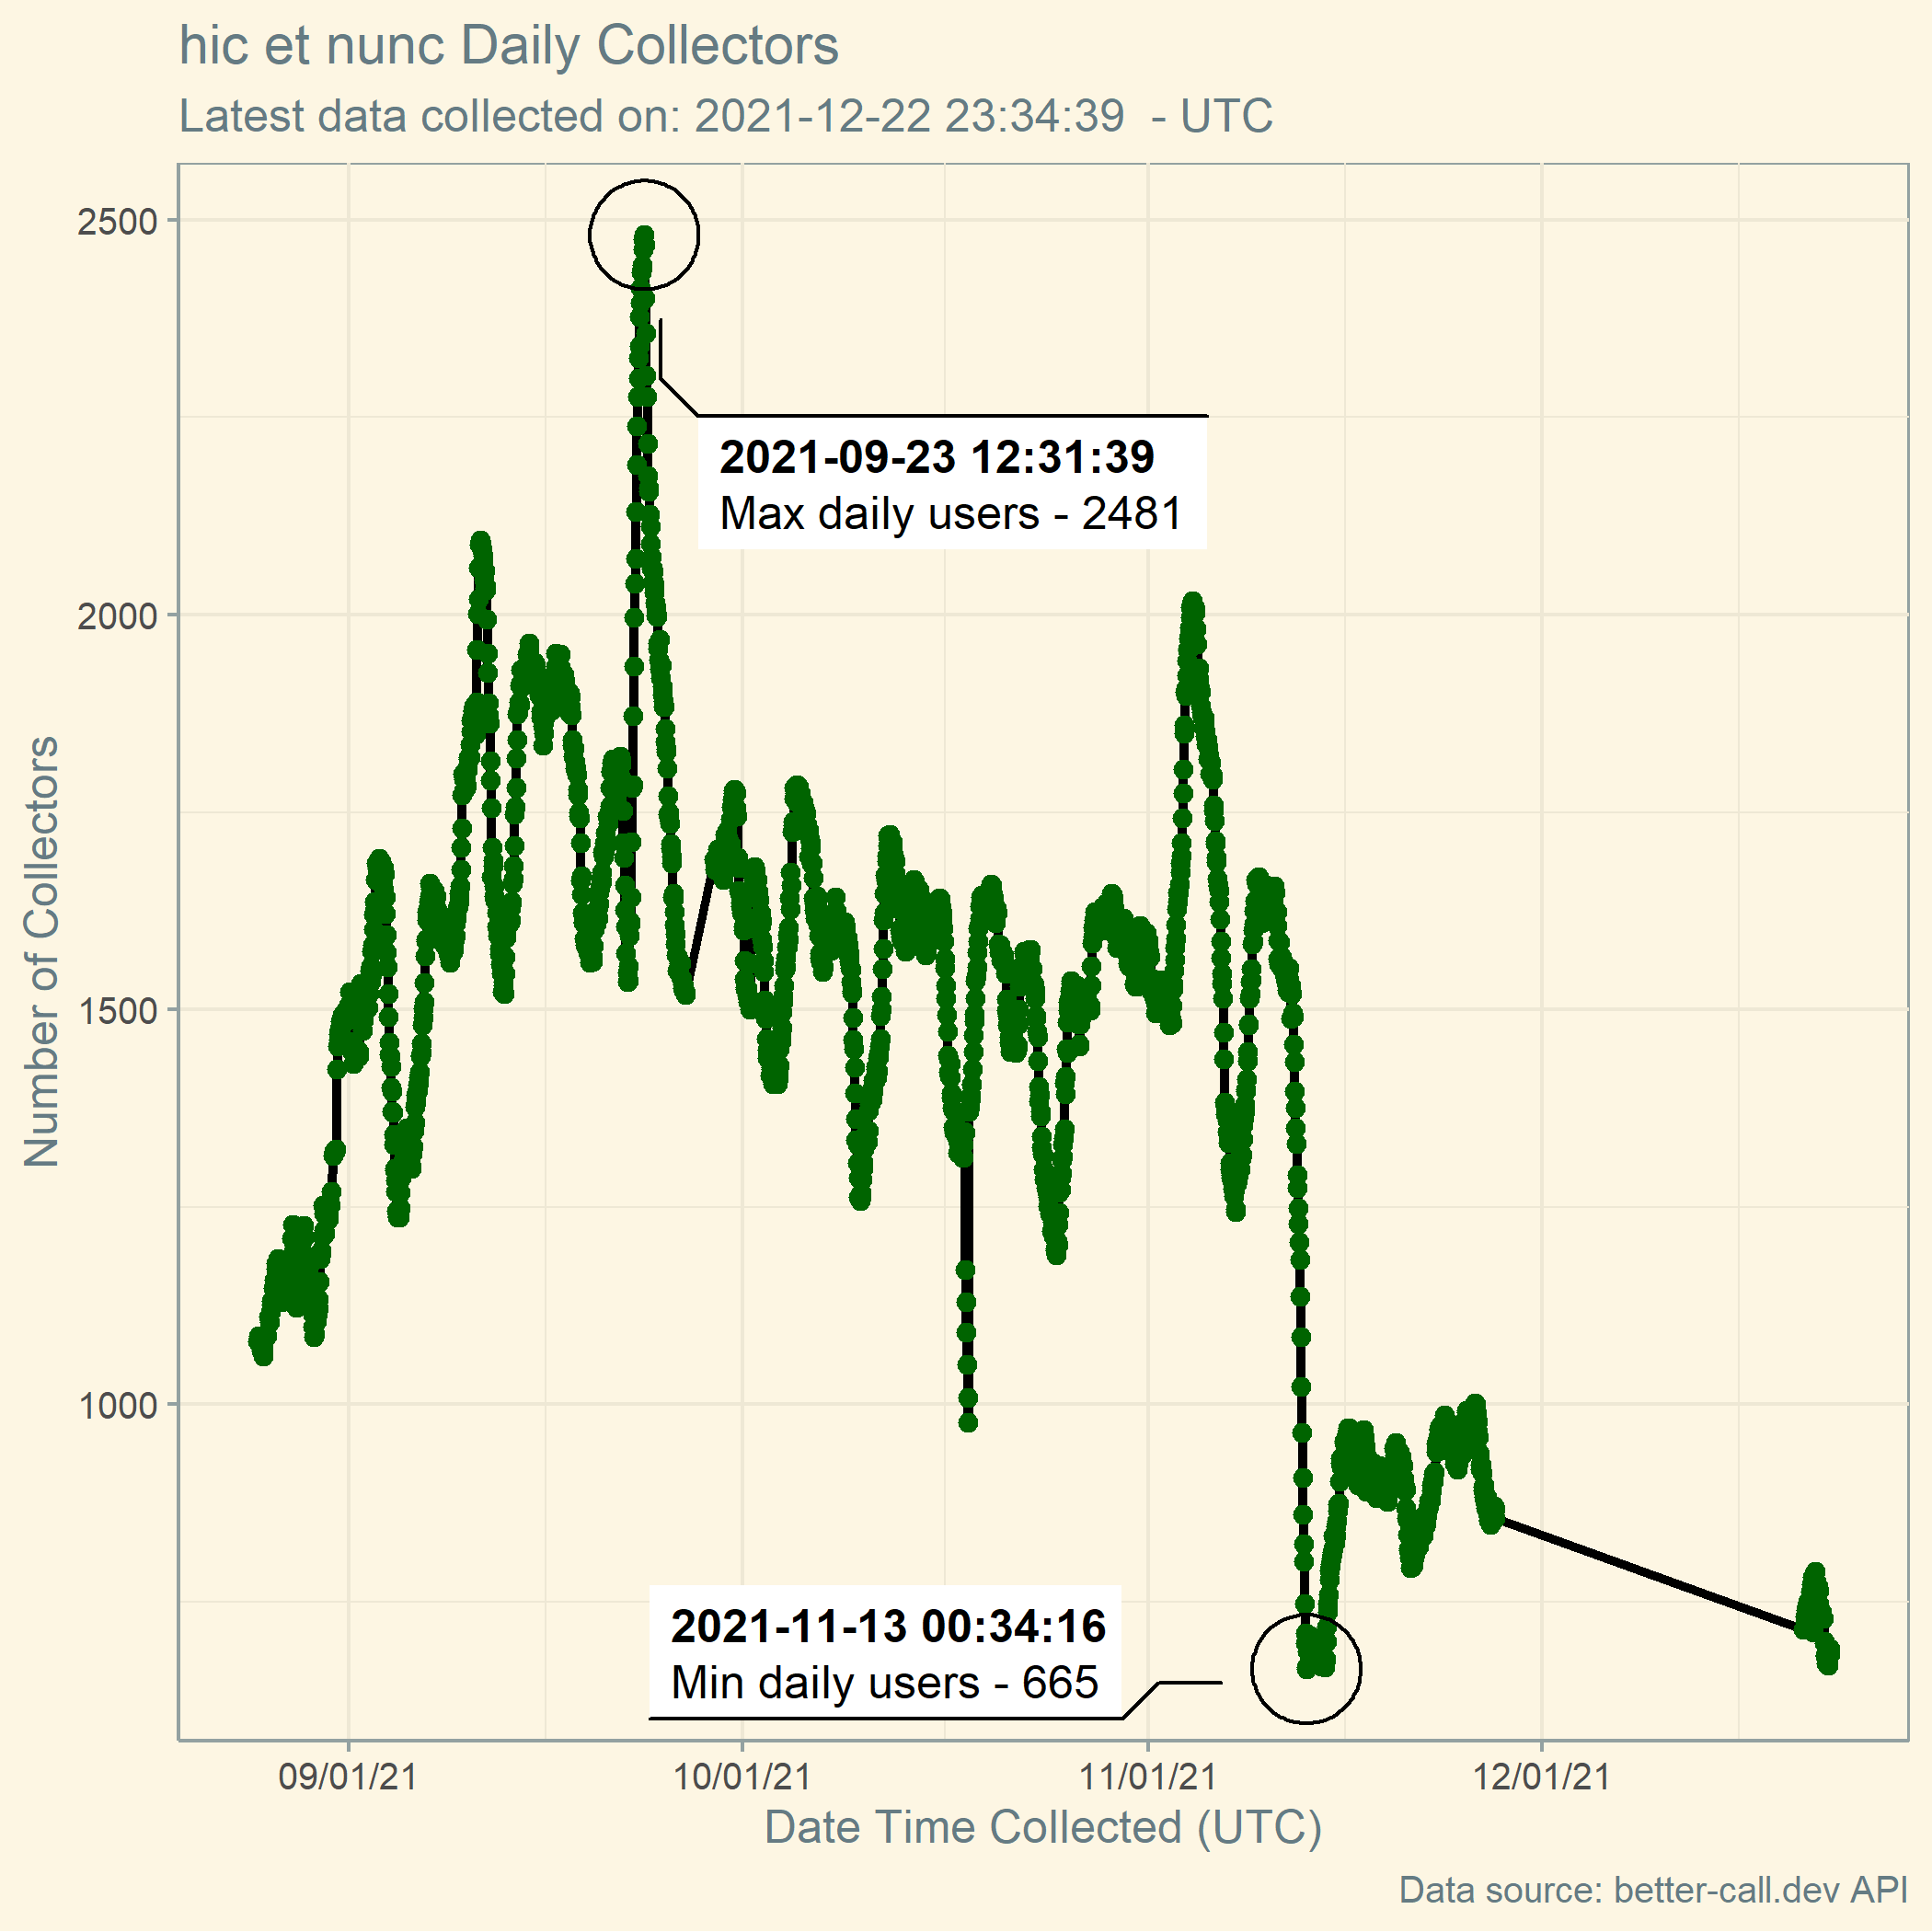 hic et nunc Daily Collectors
Latest data collected on: 2021-12-22 23:34:39  - UTC
Number of Collectors
2500
2000
1500
1000
2021-09-23 12:31:39
Max daily users - 2481
2021-11-13 00:34:16
Min daily users - 665
09/01/21
10/01/21
11/01/21
12/01/21
Date Time Collected (UTC)
Data source: better-call.dev API